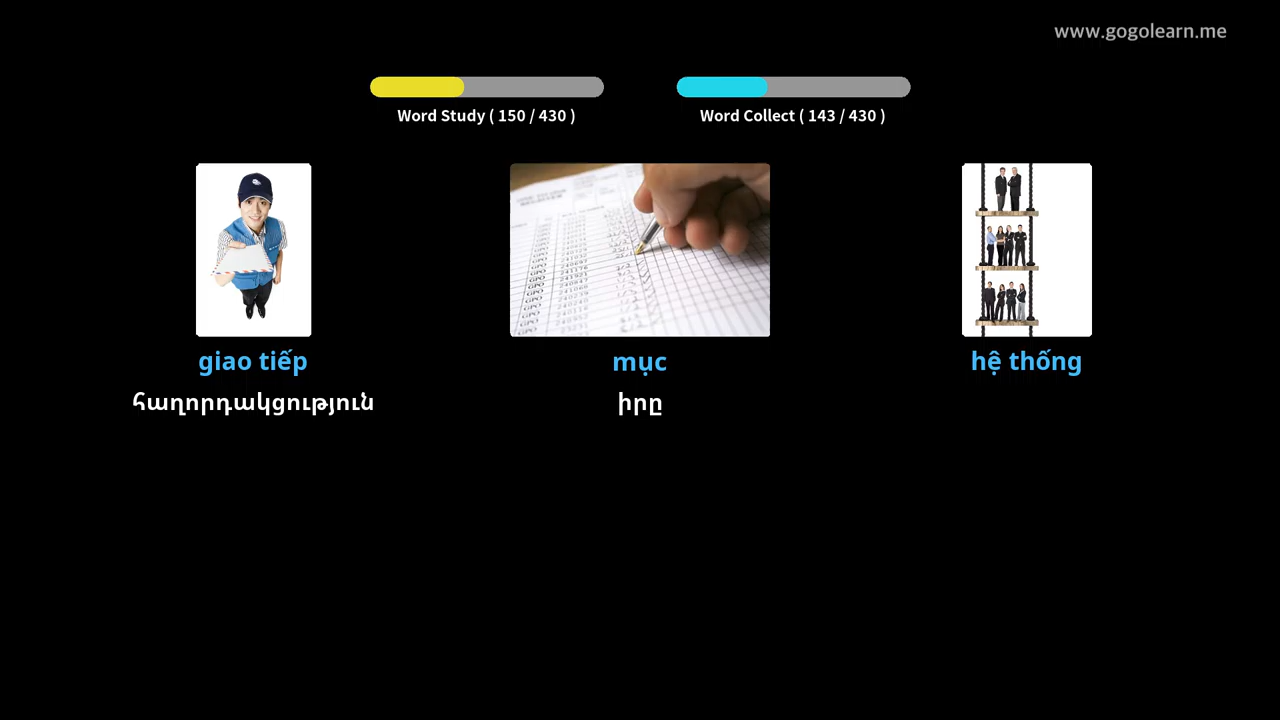 www.gogolearn.me
Word Study ( 150 / 430 )
Word Collect ( 143 / 430 )
giao tiếp
հաղորդակցություն
mục
իրը
hệ thống